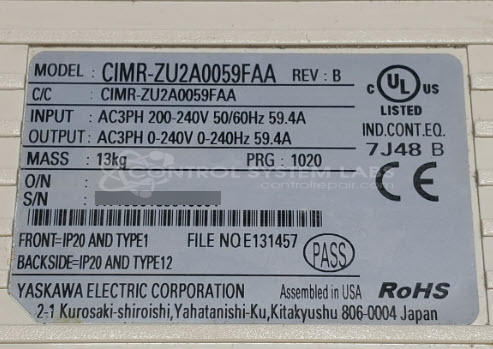 MODEL : CIMR-ZU2A0059FAA REV : B
C/C : CIMR-ZU2A0059FAA
INPUT : AC3PH 200-240V 50/60Hz 59.4A
OUTPUT : AC3PH 0-240V 0-240Hz 59.4A
MASS : 13kg PRG : 1020
O/N :
S/N :
c UL US
LISTED
IND.CONT.EQ.
7J48 B
CE
CONTROL SYSTEM LABS
controlrepair.com
FRONT=IP20 AND TYPE1 FILE NO E131457
BACKSIDE=IP20 AND TYPE12
PASS
YASKAWA ELECTRIC CORPORATION Assembled in USA RoHS
2-1 Kurosaki-shiroishi,Yahatanishi-Ku,Kitakyushu 806-0004 Japan